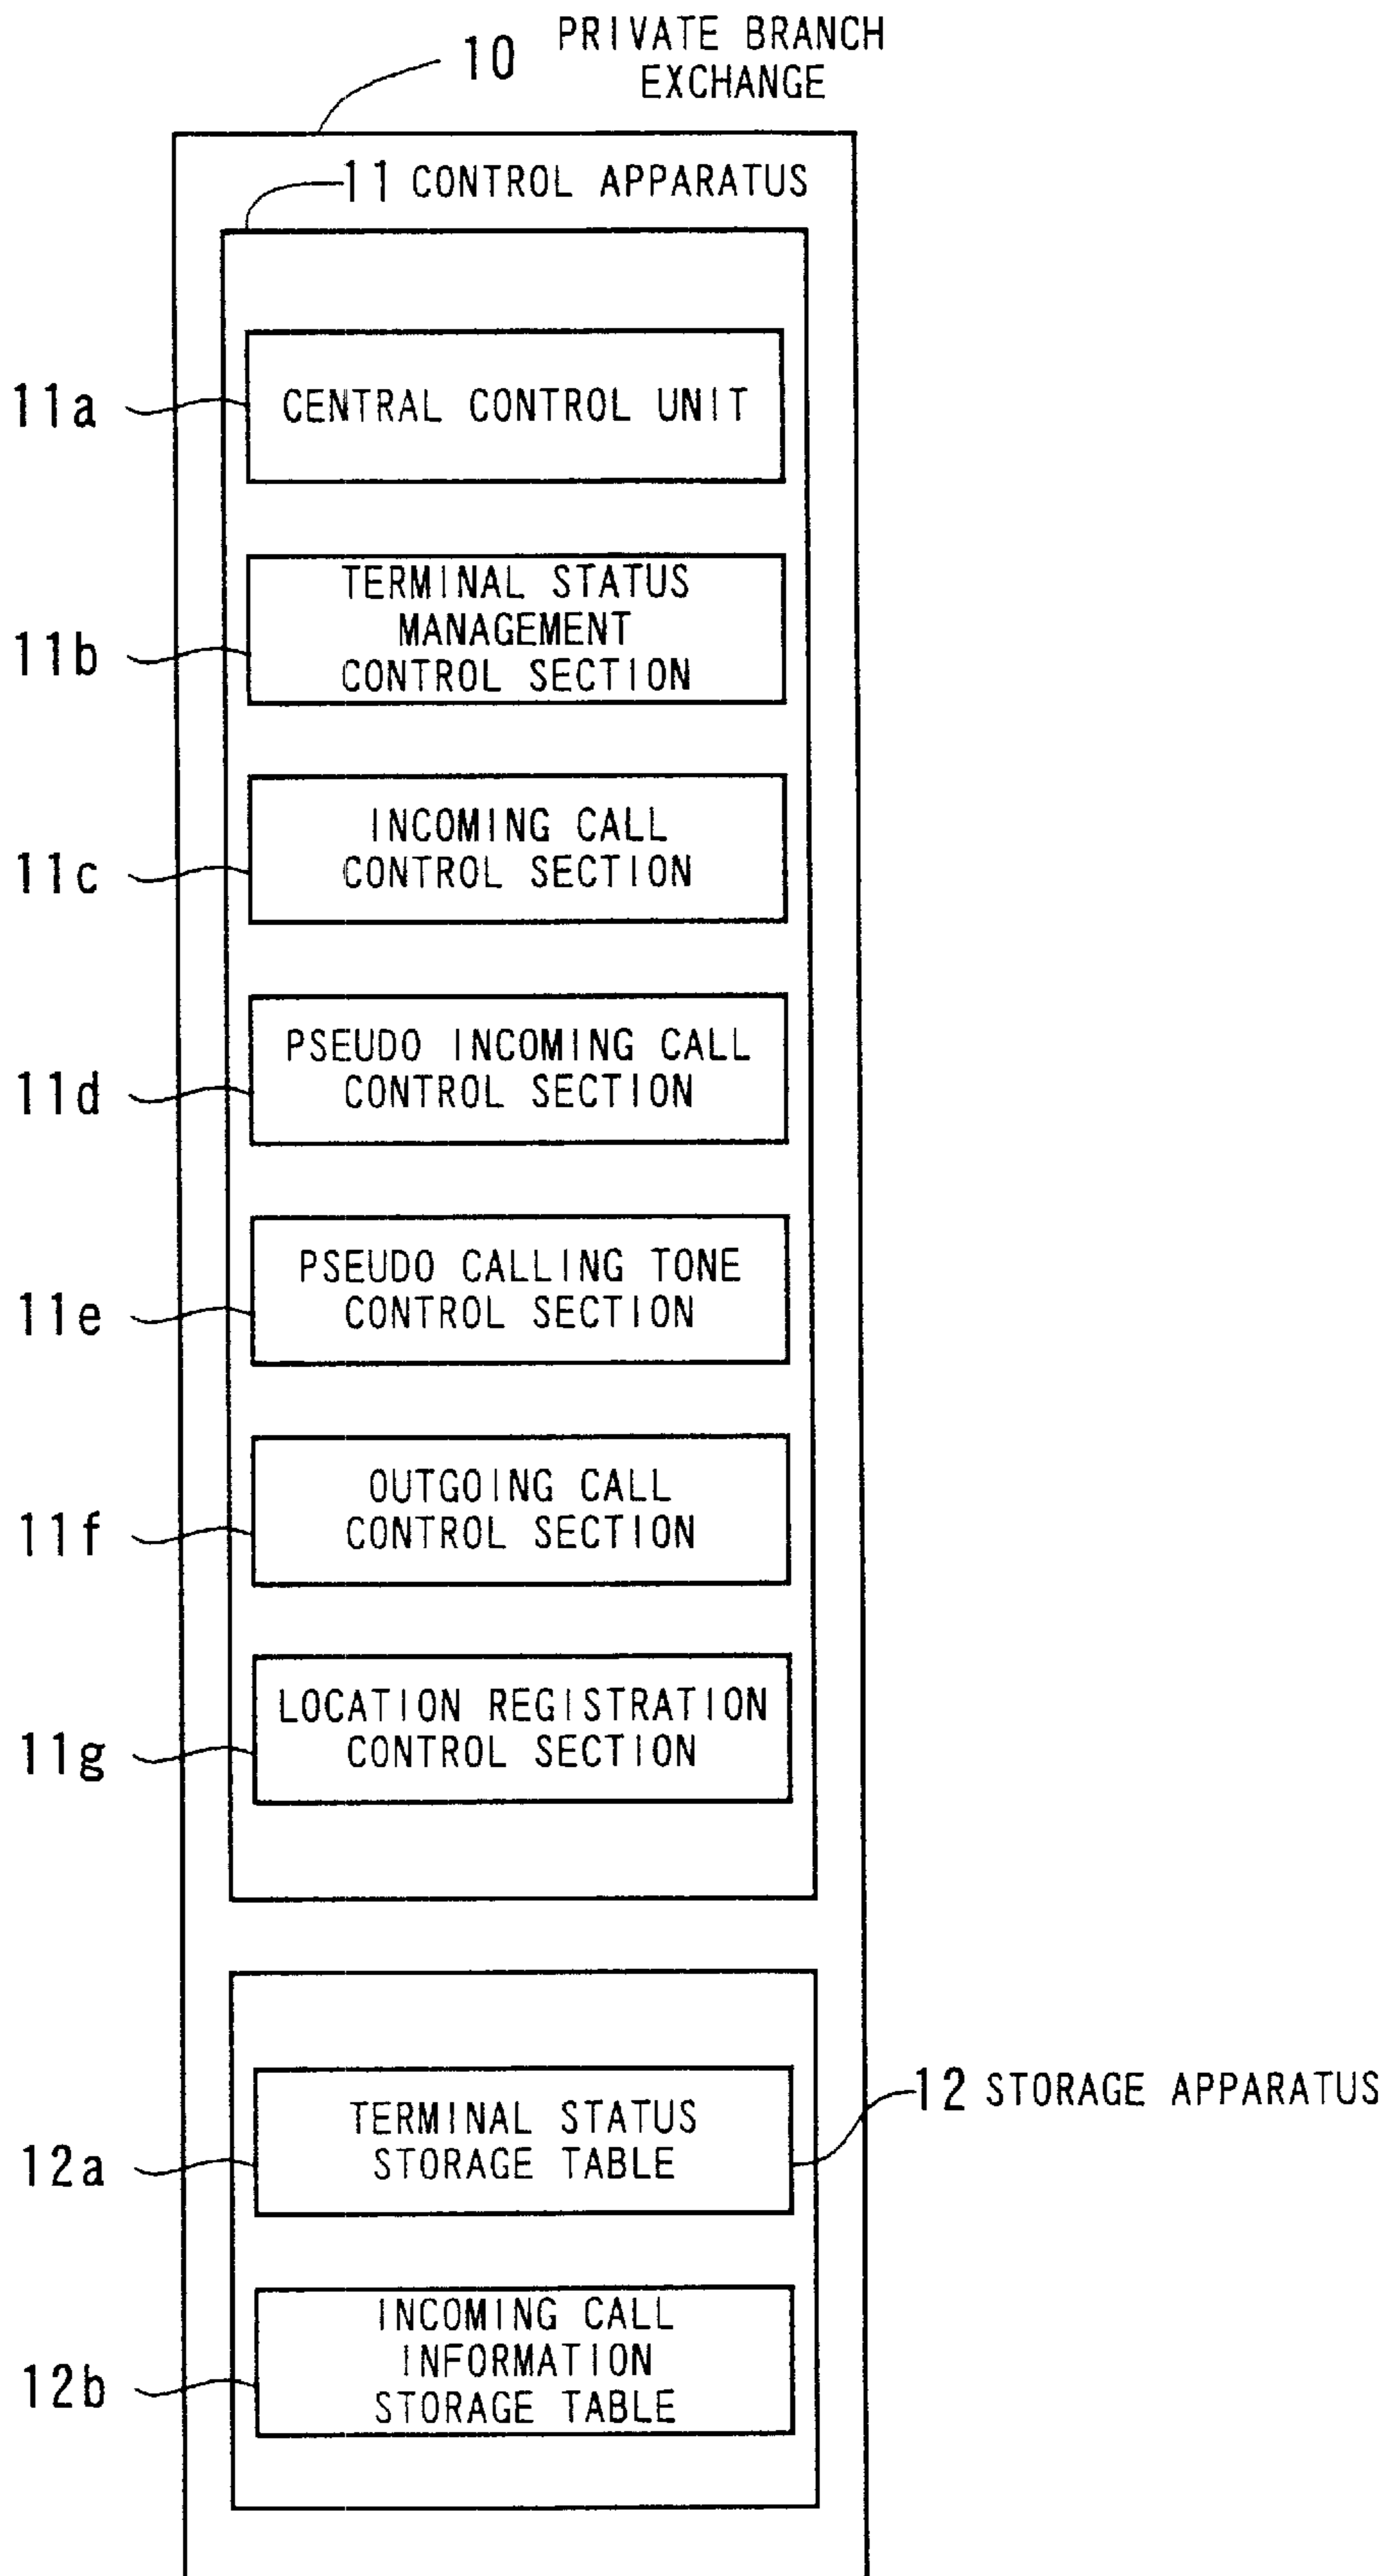 10 PRIVATE BRANCH
EXCHANGE
11 CONTROL APPARATUS
11a CENTRAL CONTROL UNIT
11b
TERMINAL STATUS
MANAGEMENT
CONTROL SECTION
11c
INCOMING CALL
CONTROL SECTION
11d
PSEUDO INCOMING CALL
CONTROL SECTION
11e
PSEUDO CALLING TONE
CONTROL SECTION
11f
OUTGOING CALL
CONTROL SECTION
11g
LOCATION REGISTRATION
CONTROL SECTION
12 STORAGE APPARATUS
12a
TERMINAL STATUS
STORAGE TABLE
12b
INCOMING CALL
INFORMATION
STORAGE TABLE